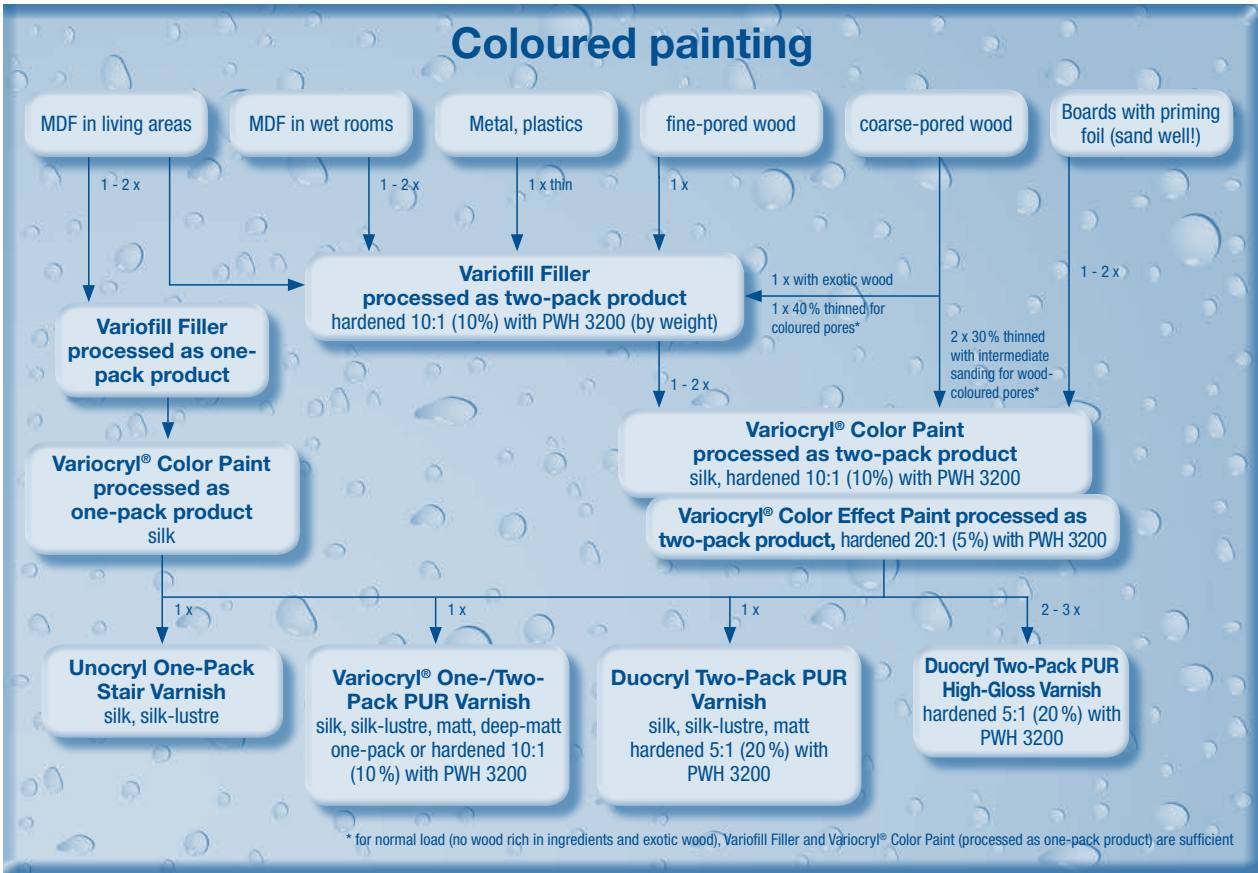 Coloured painting
MDF in living areas
MDF in wet rooms
Metal, plastics
fine-pored wood
coarse-pored wood
Boards with priming
foil (sand well!)
1 - 2 x
1 - 2 x
1 x thin
1 x
1 - 2 x
Variofill Filler
processed as two-pack product
hardened 10:1 (10%) with PWH 3200 (by weight)
1 x with exotic wood
1 x 40 % thinned for
coloured pores*
2 x 30 % thinned
with intermediate
sanding for wood-
coloured pores*
Variofill Filler
processed as one-
pack product
1 - 2 x
Variocryl® Color Paint
processed as two-pack product
silk, hardened 10:1 (10%) with PWH 3200
Variocryl® Color Paint
processed as
one-pack product
silk
Variocryl® Color Effect Paint processed as
two-pack product, hardened 20:1 (5%) with PWH 3200
1 x
1 x
1 x
2 - 3 x
Unocryl One-Pack
Stair Varnish
silk, silk-lustre
Variocryl® One-/Two-
Pack PUR Varnish
silk, silk-lustre, matt, deep-matt
one-pack or hardened 10:1
(10 %) with PWH 3200
Duocryl Two-Pack PUR
Varnish
silk, silk-lustre, matt
hardened 5:1 (20 %) with
PWH 3200
Duocryl Two-Pack PUR
High-Gloss Varnish
hardened 5:1 (20 %) with
PWH 3200
* for normal load (no wood rich in ingredients and exotic wood), Variofill Filler and Variocryl® Color Paint (processed as one-pack product) are sufficient